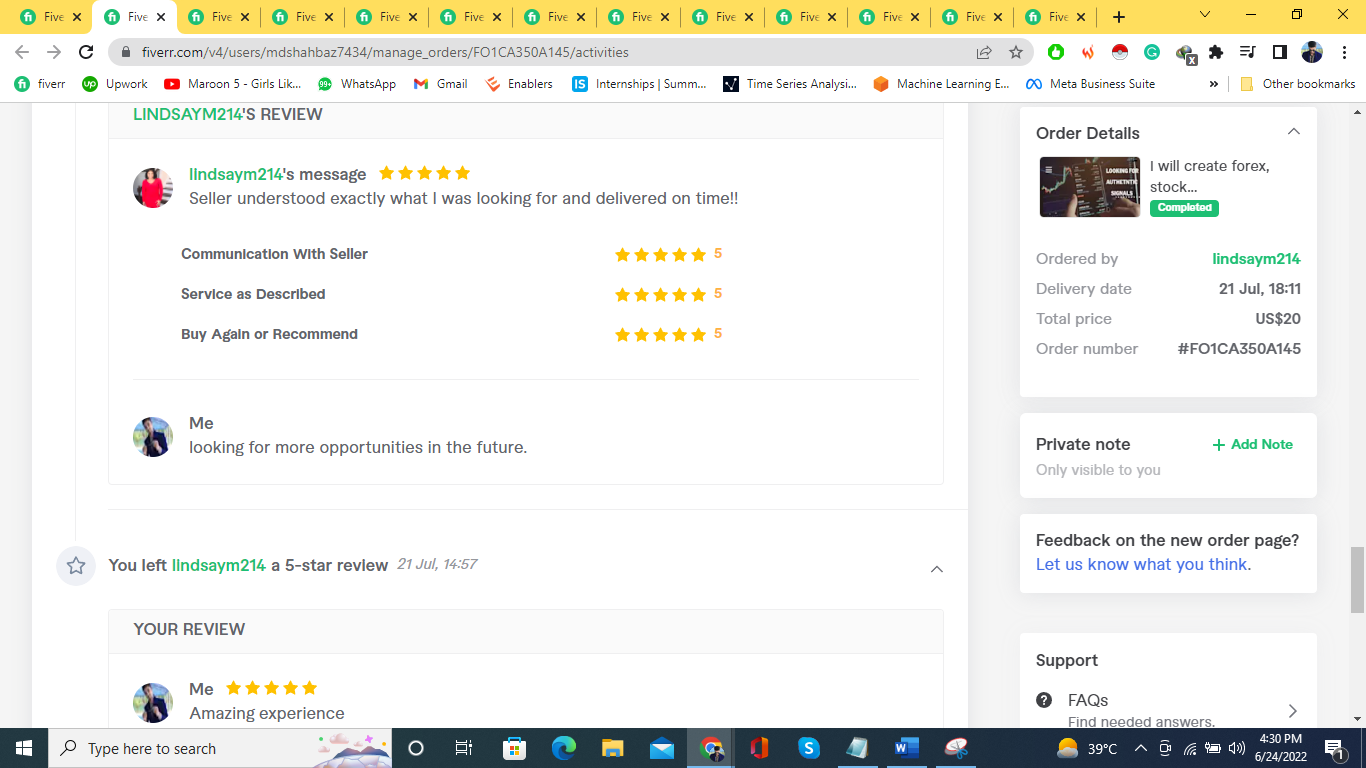 Five
Five
Five
Five
Five
Five
Five
Five
Five
Five
Five
Five
Five
fiverr.com/v4/users/mdshahbaz7434/manage_orders/FO1CA350A145/activities
fiverr
Upwork
Maroon 5 - Girls Lik...
99+
WhatsApp
Gmail
Enablers
IS
Internships | Summ...
Time Series Analysi...
Machine Learning E...
Meta Business Suite
»
Other bookmarks
LINDSAYM214'S REVIEW
lindsaym214's message
Seller understood exactly what I was looking for and delivered on time!!
Communication With Seller 5
Service as Described 5
Buy Again or Recommend 5
Me
looking for more opportunities in the future.
You left lindsaym214 a 5-star review 21 Jul, 14:57
YOUR REVIEW
Me
Amazing experience
Order Details
LOOKING FOR
AUTHETNTIC
SIGNALS
I will create forex,
stock...
Completed
Ordered by lindsaym214
Delivery date 21 Jul, 18:11
Total price US$20
Order number #FO1CA350A145
Private note + Add Note
Only visible to you
Feedback on the new order page?
Let us know what you think.
Support
FAQs
Find needed answers.
Type here to search
39°C
4:30 PM
6/24/2022
1